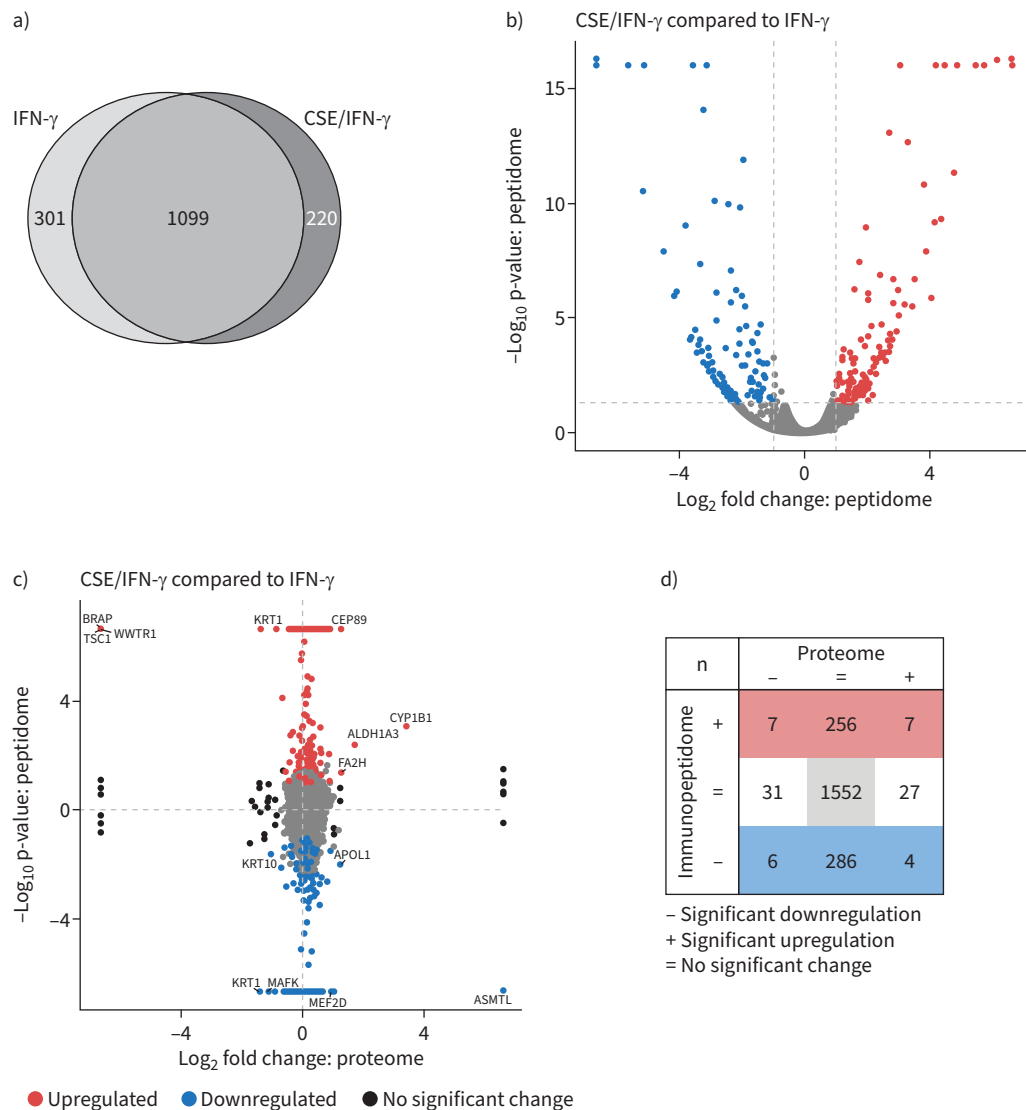 a)
IFN-γ
CSE/IFN-γ
301
1099
220
b)
CSE/IFN-γ compared to IFN-γ
15
10
5
0
−Log10 p-value: peptidome
−4
0
4
Log2 fold change: peptidome
c)
CSE/IFN-γ compared to IFN-γ
BRAP
TSC1
WWTR1
KRT1
CEP89
CYP1B1
ALDH1A3
FA2H
KRT10
APOL1
KRT1
MAFK
MEF2D
ASMTL
4
0
−4
−Log10 p-value: peptidome
−4
0
4
Log2 fold change: proteome
Upregulated
Downregulated
No significant change
d)
n
Proteome
− = +
Immunopeptidome
+ 7 256 7
= 31 1552 27
− 6 286 4
− Significant downregulation
+ Significant upregulation
= No significant change